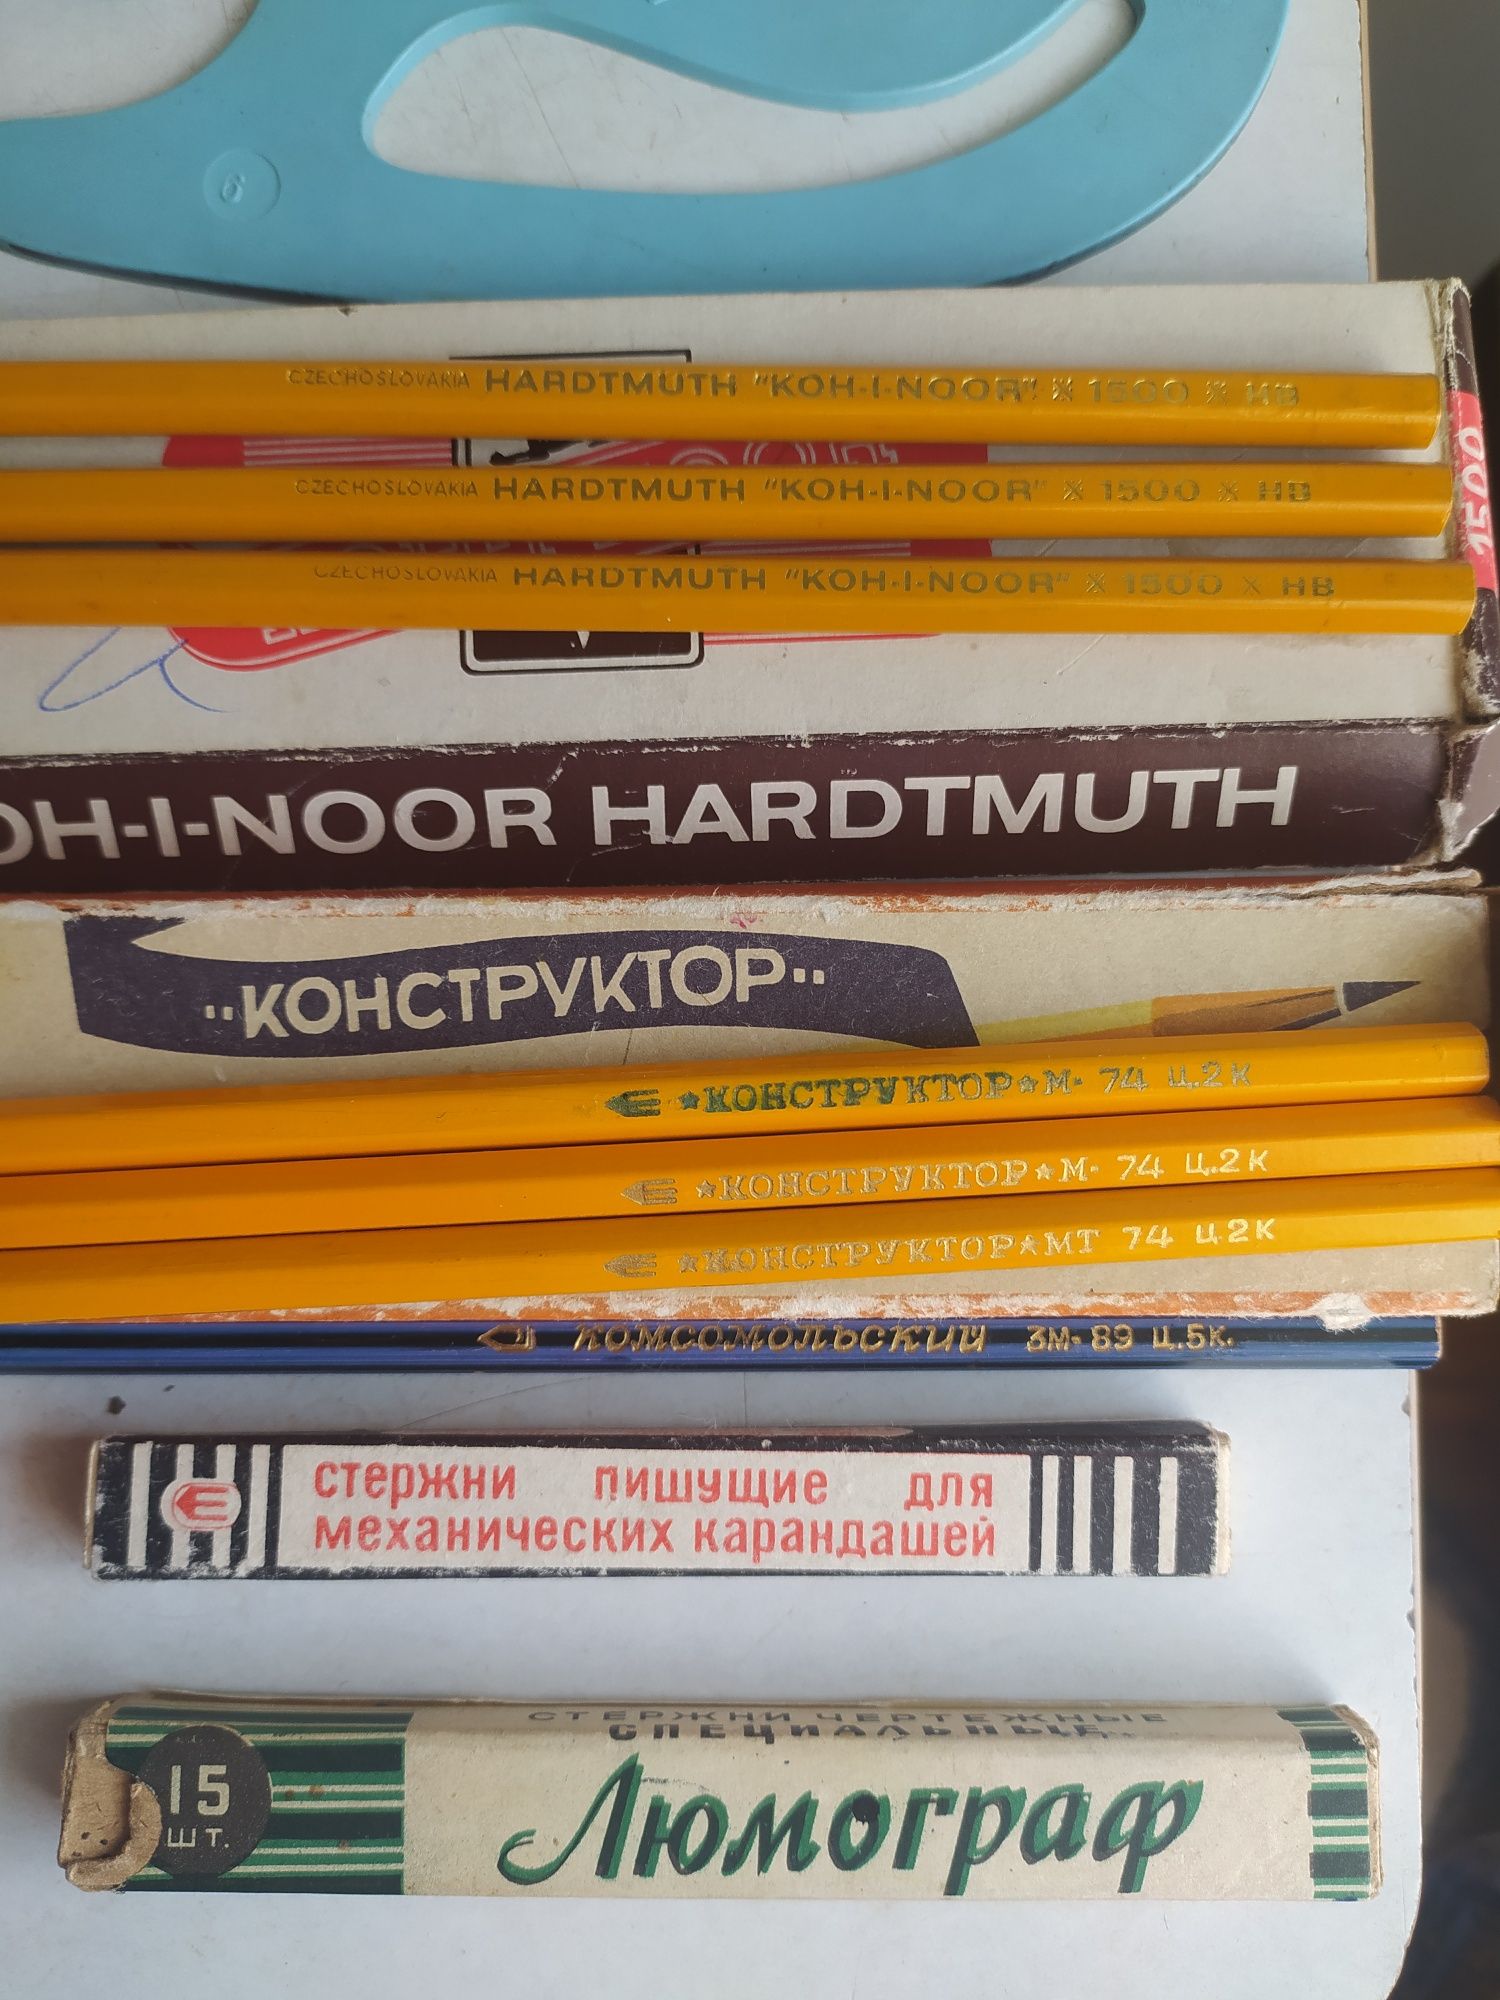 6
CZECHOSLOVAKIA HARDTMUTH "KOH-I-NOOR" ※ 1500 ※ HB
CZECHOSLOVAKIA HARDTMUTH "KOH-I-NOOR" ※ 1500 ※ HB
1500
CZECHOSLOVAKIA HARDTMUTH "KOH-I-NOOR" ※ 1500 ※ HB
OH-I-NOOR HARDTMUTH
"КОНСТРУКТОР"
★КОНСТРУКТОР★М- 74 Ц.2К
★КОНСТРУКТОР★М- 74 Ц.2К
★КОНСТРУКТОР★МТ 74 Ц.2К
КОМСОМОЛЬСКИЙ 3М-89 Ц.5К.
стержни пишущие для
механических карандашей
СТЕРЖНИ ЧЕРТЕЖНЫЕ
СПЕЦИАЛЬНЫЕ
15
ШТ.
Люмограф